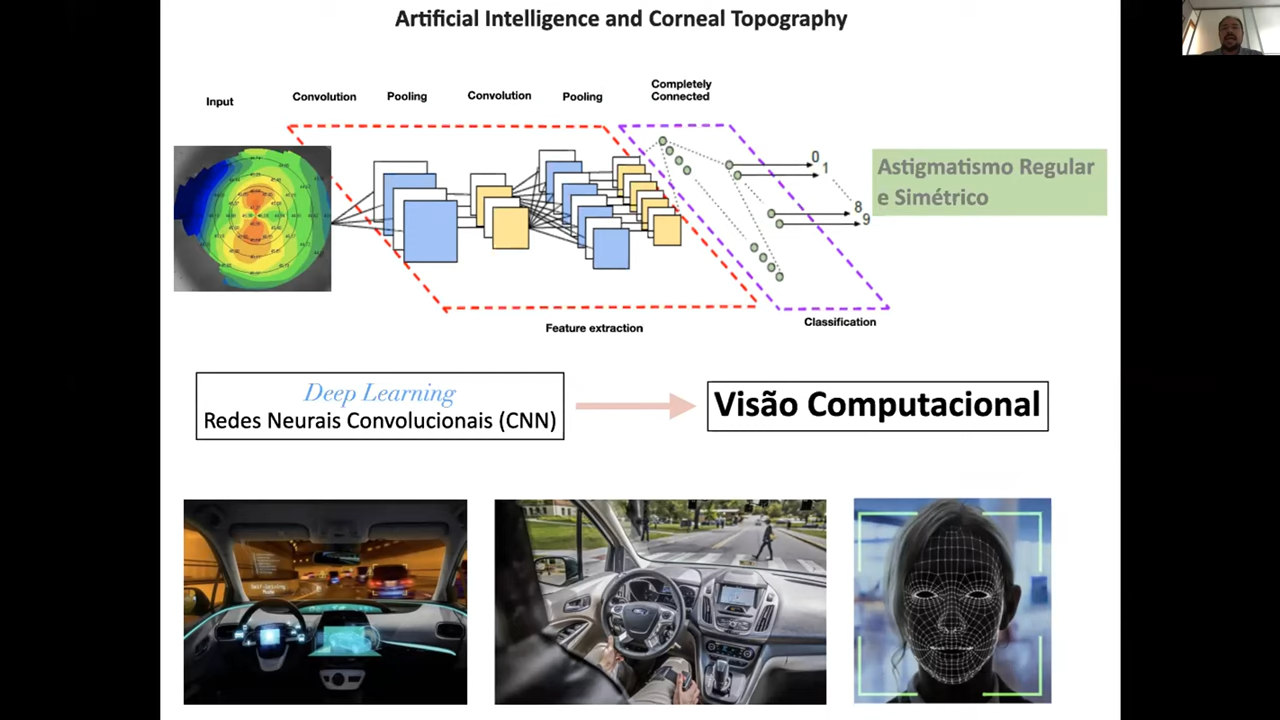 Artificial Intelligence and Corneal Topography
Input
Convolution
Pooling
Convolution
Pooling
Completely
Connected
0
1
8
9
Astigmatismo Regular
e Simétrico
Feature extraction
Classification
Deep Learning
Redes Neurais Convolucionais (CNN)
Visão Computacional